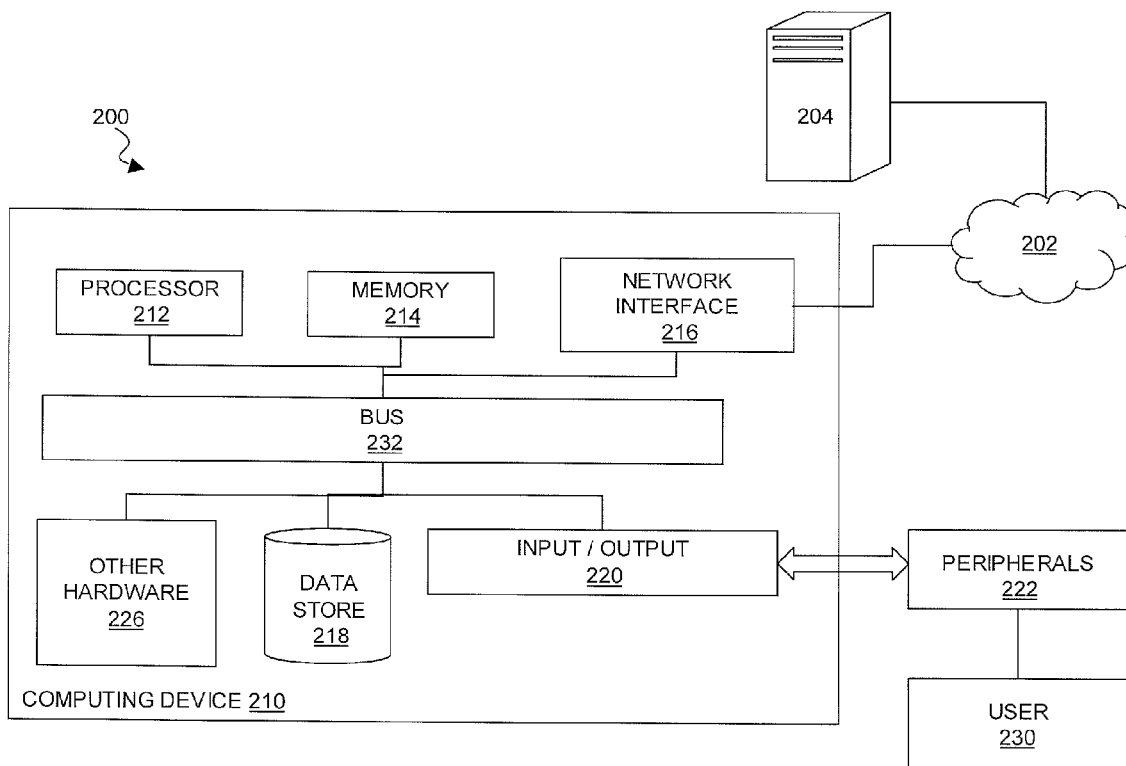 200
204
202
PROCESSOR
212
MEMORY
214
NETWORK
INTERFACE
216
BUS
232
OTHER
HARDWARE
226
DATA
STORE
218
INPUT / OUTPUT
220
PERIPHERALS
222
COMPUTING DEVICE 210
USER
230